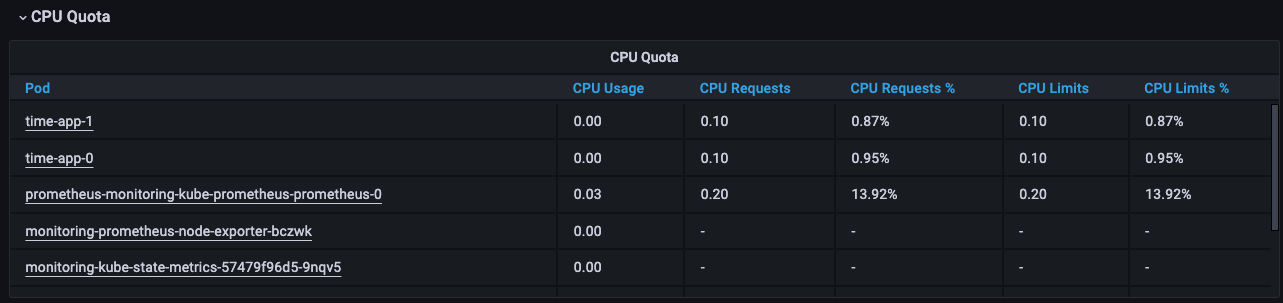 CPU Quota
CPU Quota
Pod CPU Usage CPU Requests CPU Requests % CPU Limits CPU Limits %
time-app-1 0.00 0.10 0.87% 0.10 0.87%
time-app-0 0.00 0.10 0.95% 0.10 0.95%
prometheus-monitoring-kube-prometheus-prometheus-0 0.03 0.20 13.92% 0.20 13.92%
monitoring-prometheus-node-exporter-bczwk 0.00 - - - -
monitoring-kube-state-metrics-57479f96d5-9nqv5 0.00 - - - -